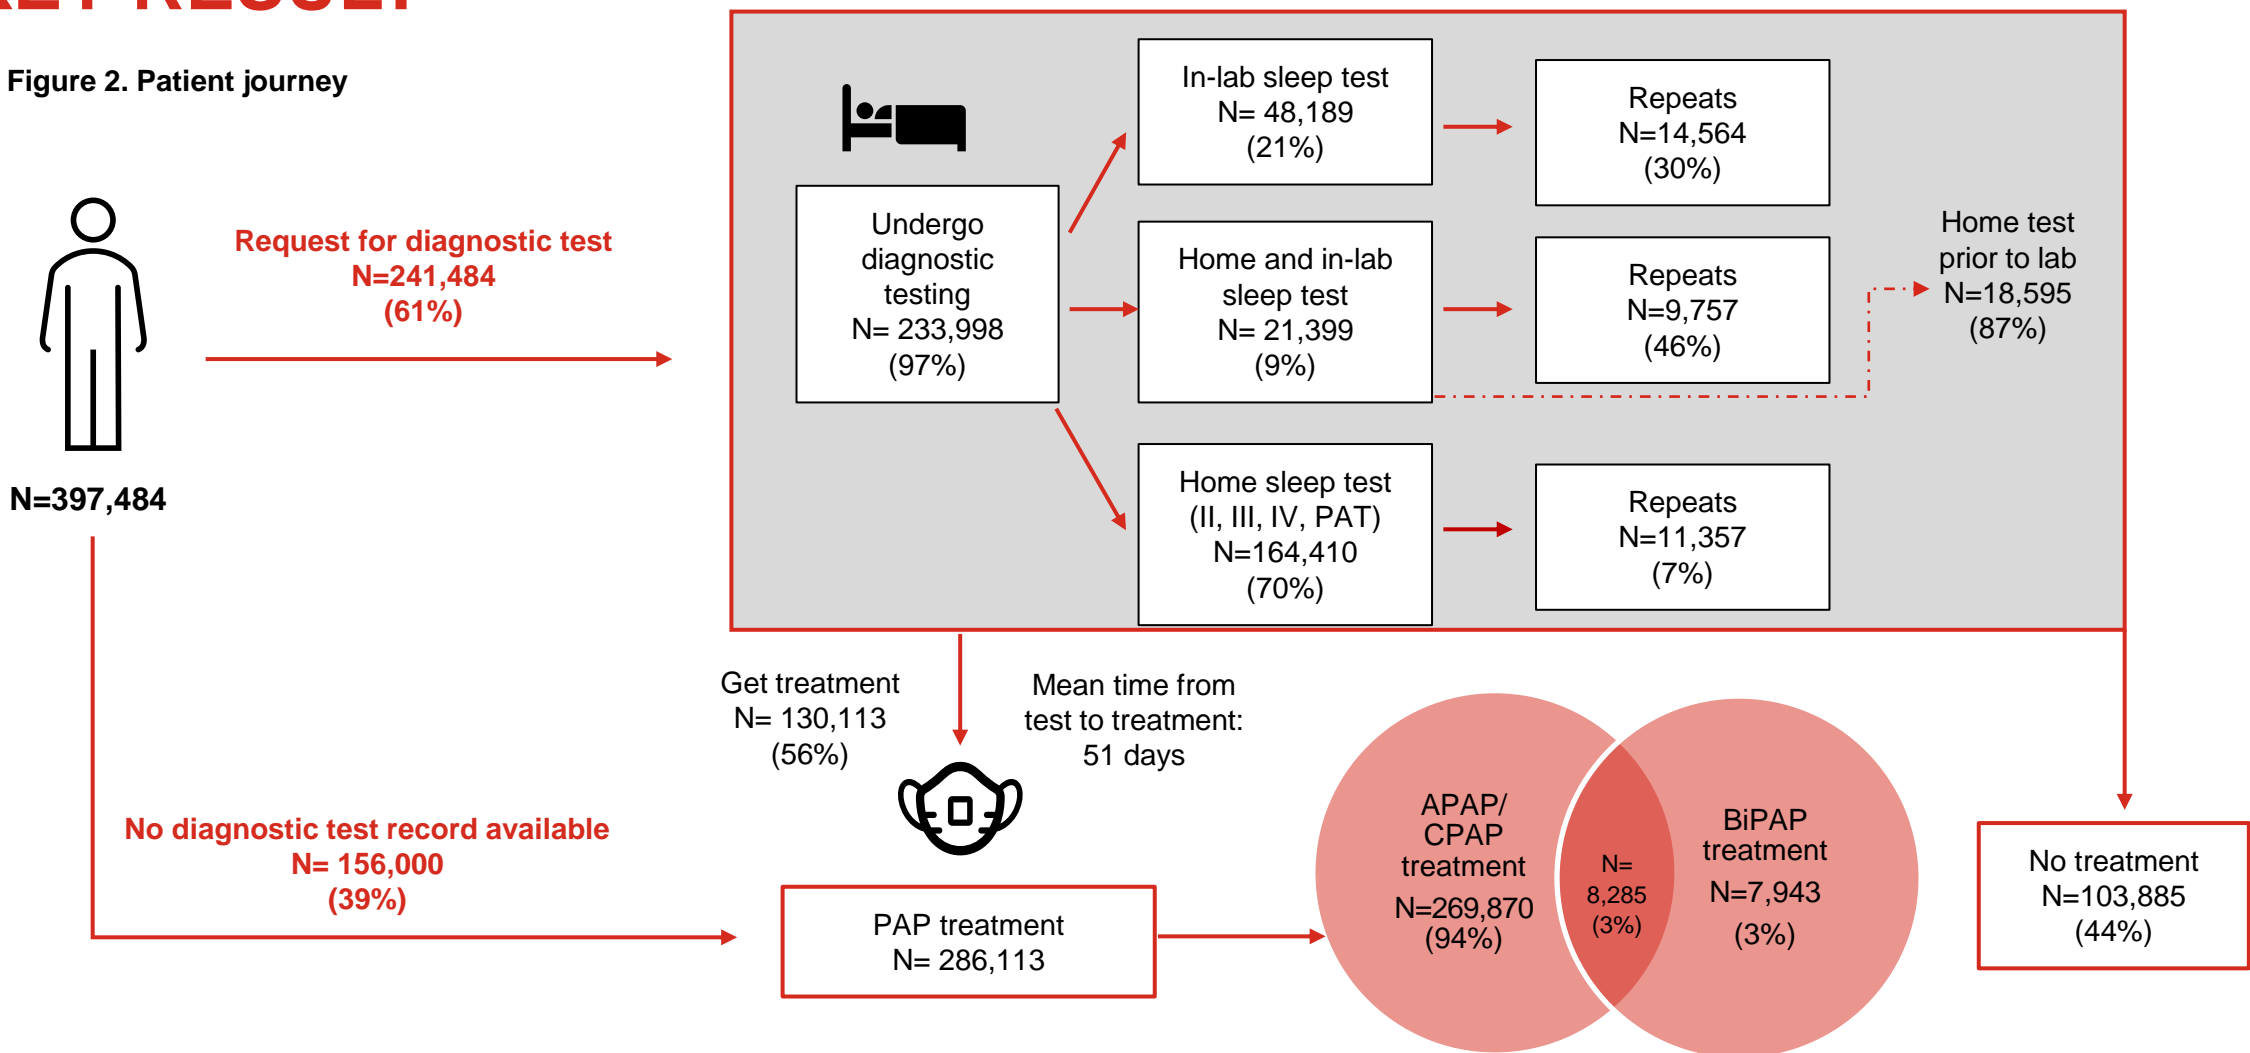 Figure 2. Patient journey
N=397,484
Request for diagnostic test
N=241,484
(61%)
No diagnostic test record available
N= 156,000
(39%)
Undergo
diagnostic
testing
N= 233,998
(97%)
In-lab sleep test
N= 48,189
(21%)
Repeats
N=14,564
(30%)
Home and in-lab
sleep test
N= 21,399
(9%)
Repeats
N=9,757
(46%)
Home test
prior to lab
N=18,595
(87%)
Home sleep test
(II, III, IV, PAT)
N=164,410
(70%)
Repeats
N=11,357
(7%)
Get treatment
N= 130,113
(56%)
Mean time from
test to treatment:
51 days
PAP treatment
N= 286,113
APAP/
CPAP
treatment
N=269,870
(94%)
N=
8,285
(3%)
BiPAP
treatment
N=7,943
(3%)
No treatment
N=103,885
(44%)